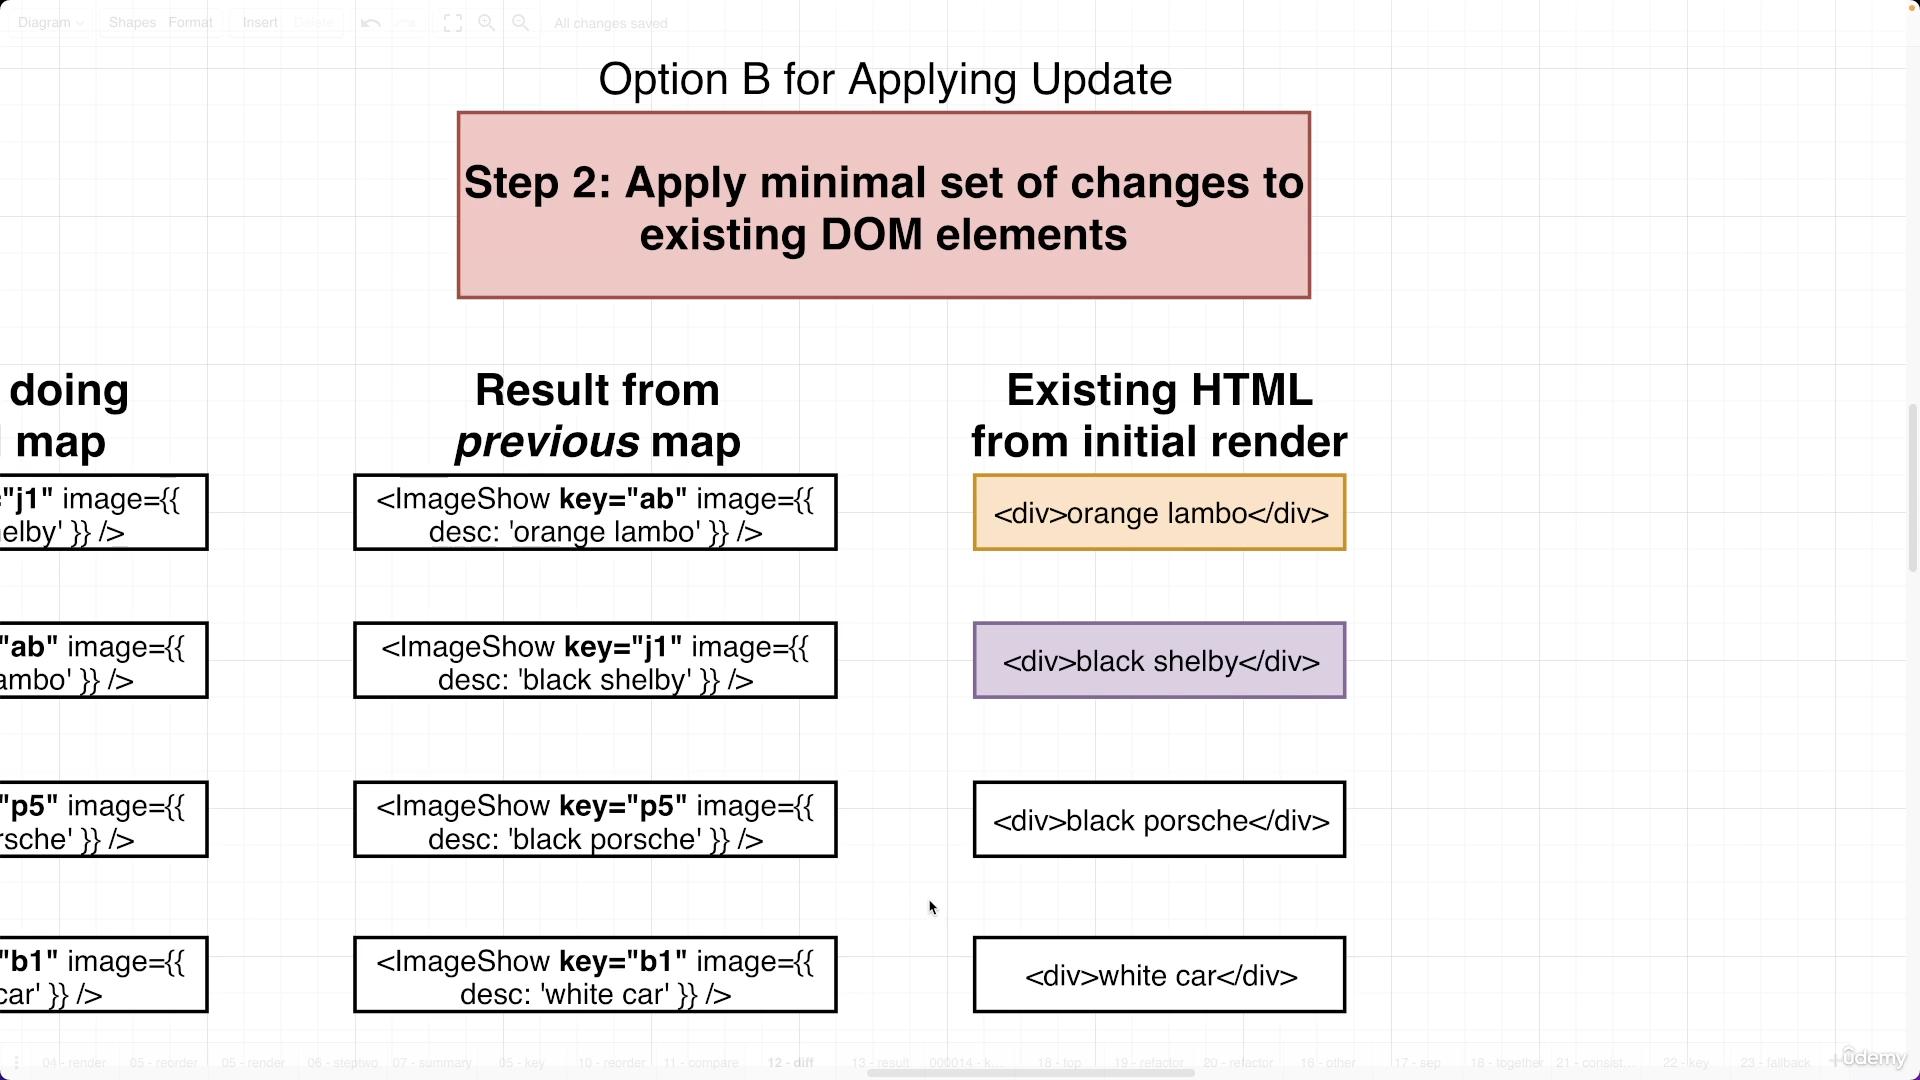 Diagram Shapes Format Insert Delete All changes saved
Option B for Applying Update
Step 2: Apply minimal set of changes to
existing DOM elements
doing
map
Result from
previous map
Existing HTML
from initial render
"j1" image={{
elby' }} />
<ImageShow key="ab" image={{
desc: 'orange lambo' }} />
<div>orange lambo</div>
"ab" image={{
ambo' }} />
<ImageShow key="j1" image={{
desc: 'black shelby' }} />
<div>black shelby</div>
"p5" image={{
rsche' }} />
<ImageShow key="p5" image={{
desc: 'black porsche' }} />
<div>black porsche</div>
"b1" image={{
car' }} />
<ImageShow key="b1" image={{
desc: 'white car' }} />
<div>white car</div>
04 - render 05 - reorder 05 - render 06 - steptwo 07 - summary 05 - key 10 - reorder 11 - compare 12 - diff 13 - result 000014 - k... 18 - top 19 - refactor 20 - refactor 16 - other 17 - sep 18 - together 21 - consist... 22 - key 23 - fallback
ûdemy